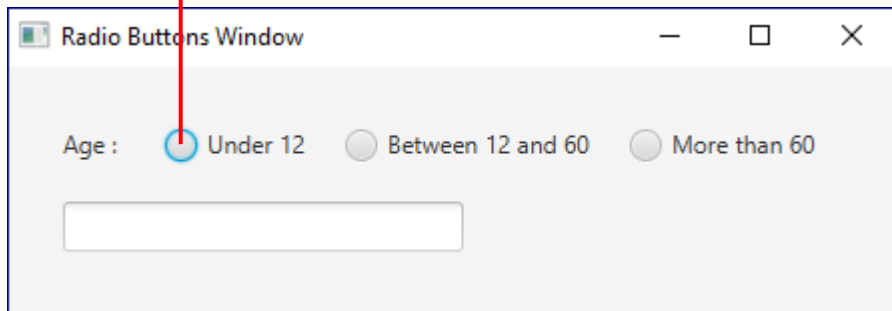 Radio Buttons Window
Age : Under 12 Between 12 and 60 More than 60